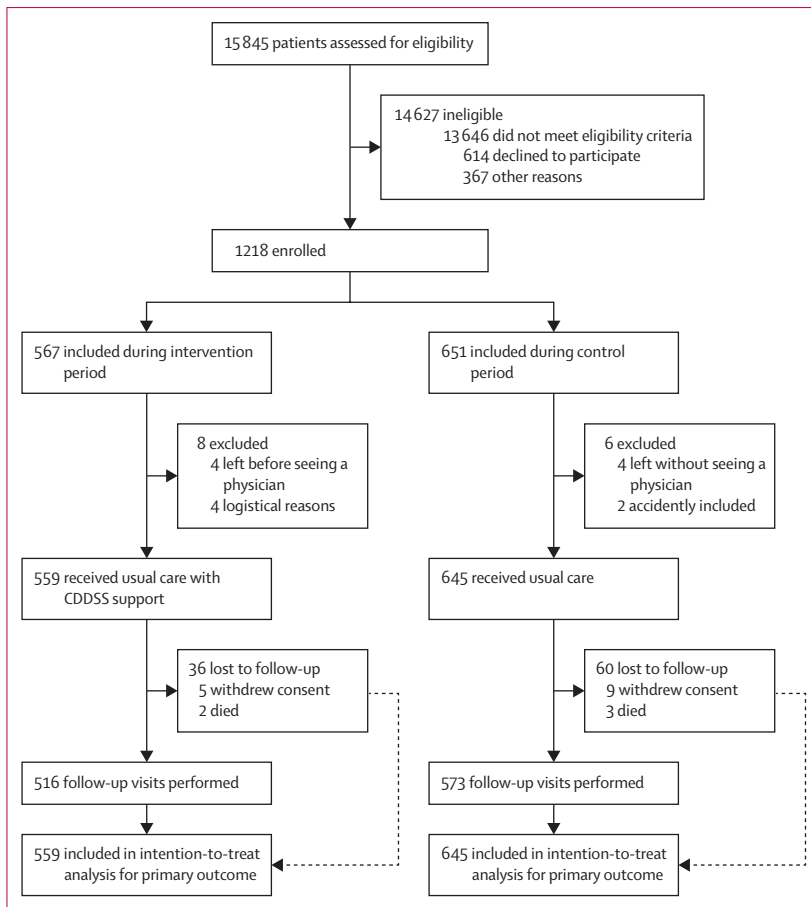 15 845 patients assessed for eligibility
14 627 ineligible
13 646 did not meet eligibility criteria
614 declined to participate
367 other reasons
1218 enrolled
567 included during intervention
period
651 included during control
period
8 excluded
4 left before seeing a
physician
4 logistical reasons
6 excluded
4 left without seeing a
physician
2 accidently included
559 received usual care with
CDDSS support
645 received usual care
36 lost to follow-up
5 withdrew consent
2 died
60 lost to follow-up
9 withdrew consent
3 died
516 follow-up visits performed
573 follow-up visits performed
559 included in intention-to-treat
analysis for primary outcome
645 included in intention-to-treat
analysis for primary outcome